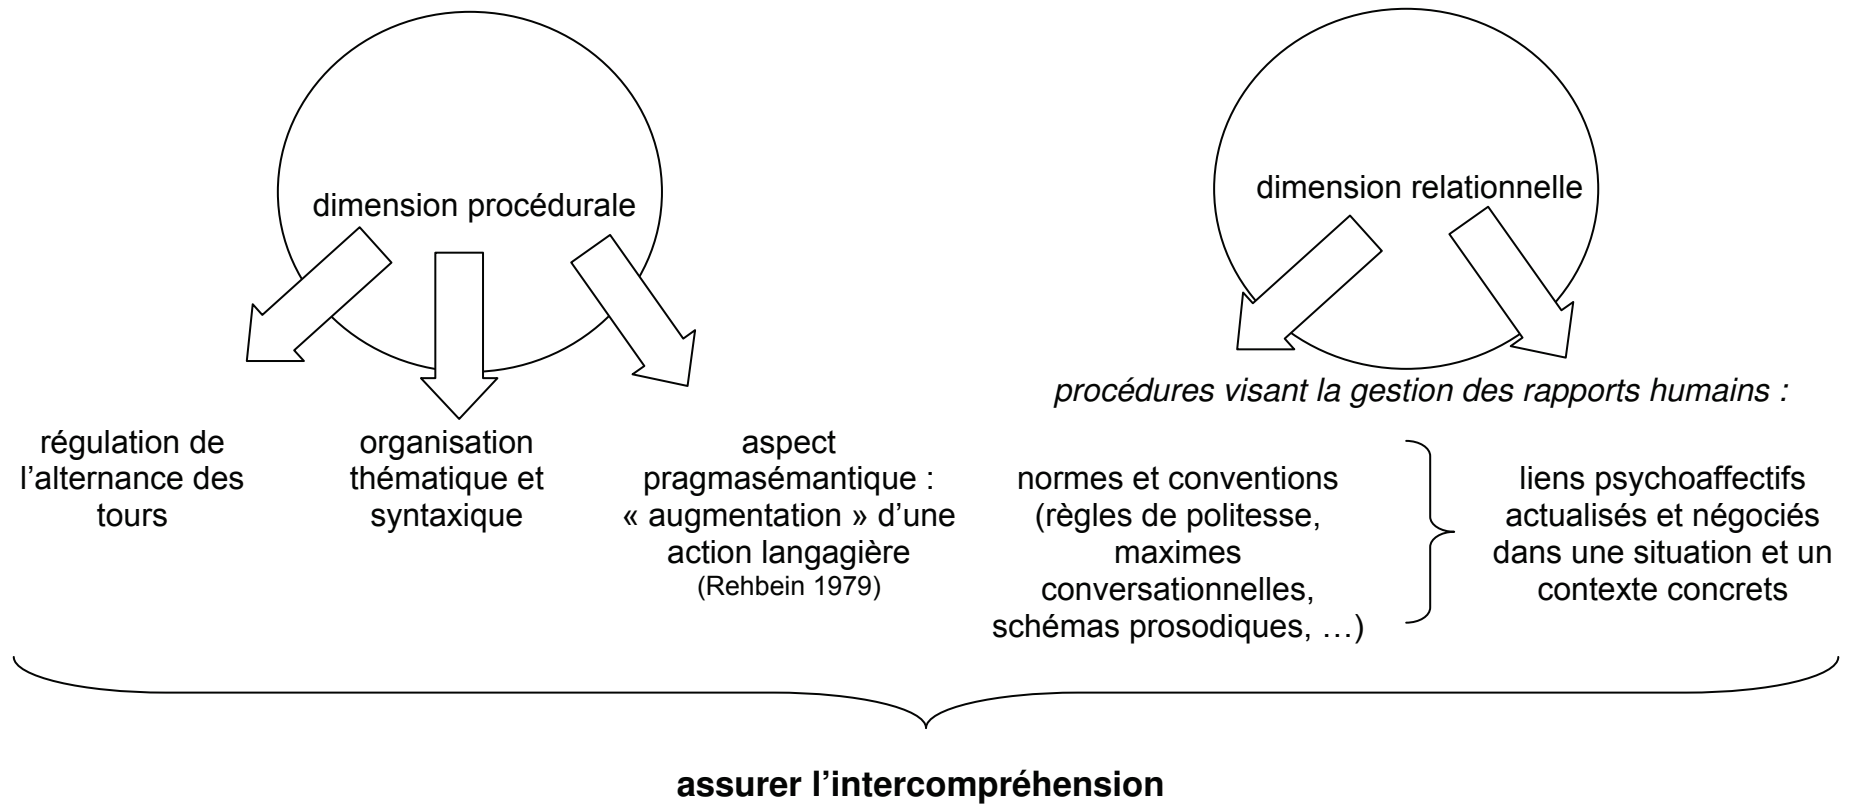 dimension procédurale
dimension relationnelle
procédures visant la gestion des rapports humains :
régulation de
l’alternance des
tours
organisation
thématique et
syntaxique
aspect
pragmasémantique :
« augmentation » d’une
action langagière
(Rehbein 1979)
normes et conventions
(règles de politesse,
maximes
conversationnelles,
schémas prosodiques, …)
liens psychoaffectifs
actualisés et négociés
dans une situation et un
contexte concrets
assurer l’intercompréhension